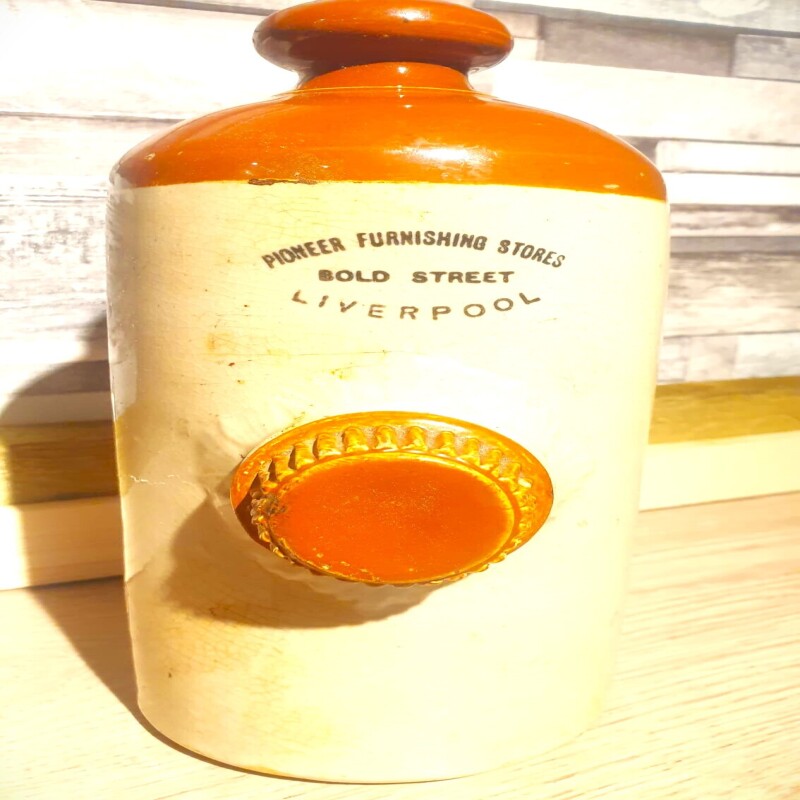 PIONEER FURNISHING STORES
BOLD STREET
LIVERPOOL